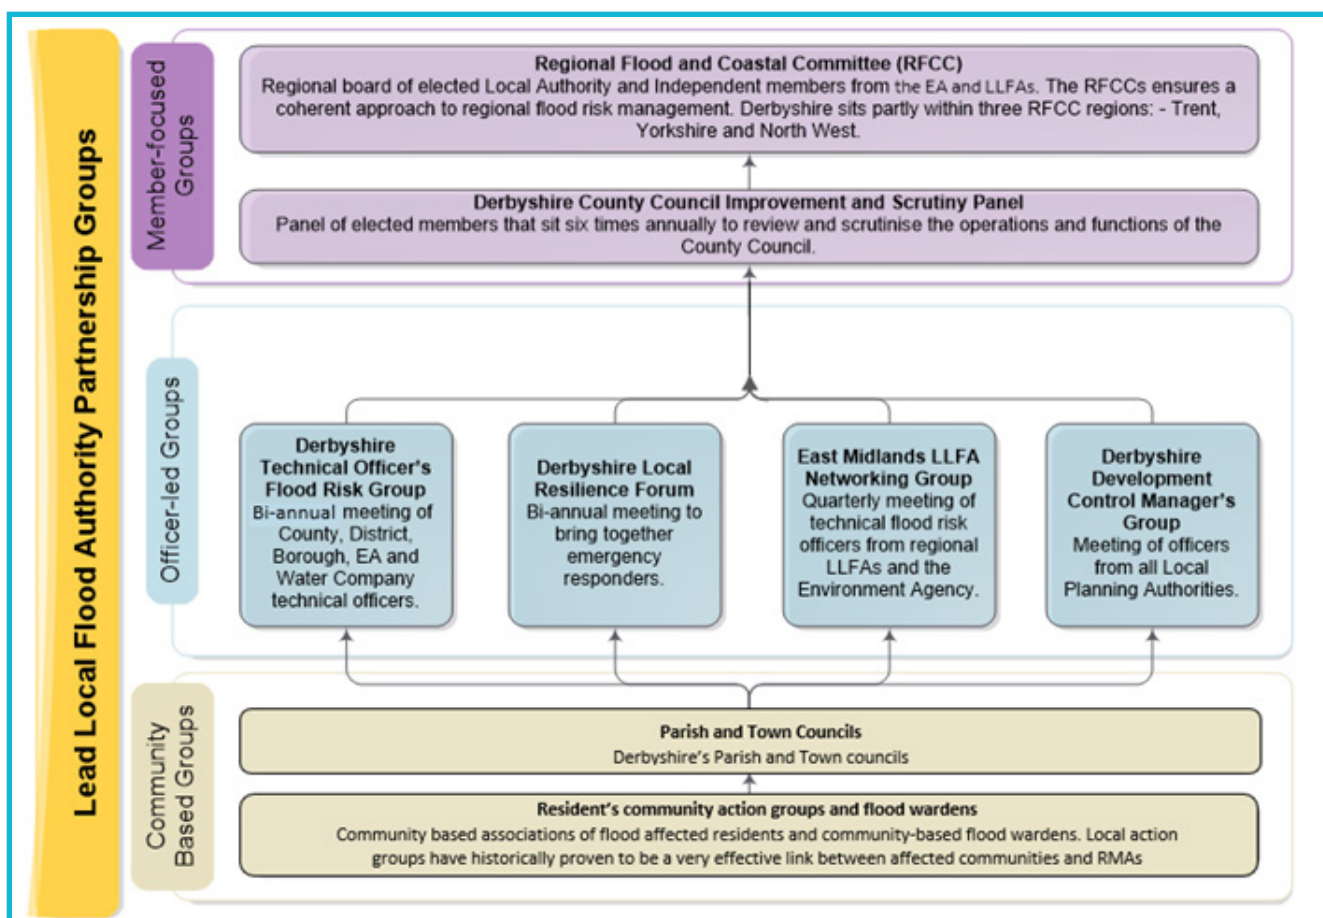 Lead Local Flood Authority Partnership Groups
Member-focused
Groups
Regional Flood and Coastal Committee (RFCC)
Regional board of elected Local Authority and Independent members from the EA and LLFAs. The RFCCs ensures a
coherent approach to regional flood risk management. Derbyshire sits partly within three RFCC regions: - Trent,
Yorkshire and North West.
Derbyshire County Council Improvement and Scrutiny Panel
Panel of elected members that sit six times annually to review and scrutinise the operations and functions of the
County Council.
Officer-led Groups
Derbyshire
Technical Officer's
Flood Risk Group
Bi-annual meeting of
County, District,
Borough, EA and
Water Company
technical officers.
Derbyshire Local
Resilience Forum
Bi-annual meeting to
bring together
emergency
responders.
East Midlands LLFA
Networking Group
Quarterly meeting of
technical flood risk
officers from regional
LLFAs and the
Environment Agency.
Derbyshire
Development
Control Manager's
Group
Meeting of officers
from all Local
Planning Authorities.
Community
Based Groups
Parish and Town Councils
Derbyshire's Parish and Town councils
Resident's community action groups and flood wardens
Community based associations of flood affected residents and community-based flood wardens. Local action
groups have historically proven to be a very effective link between affected communities and RMAs